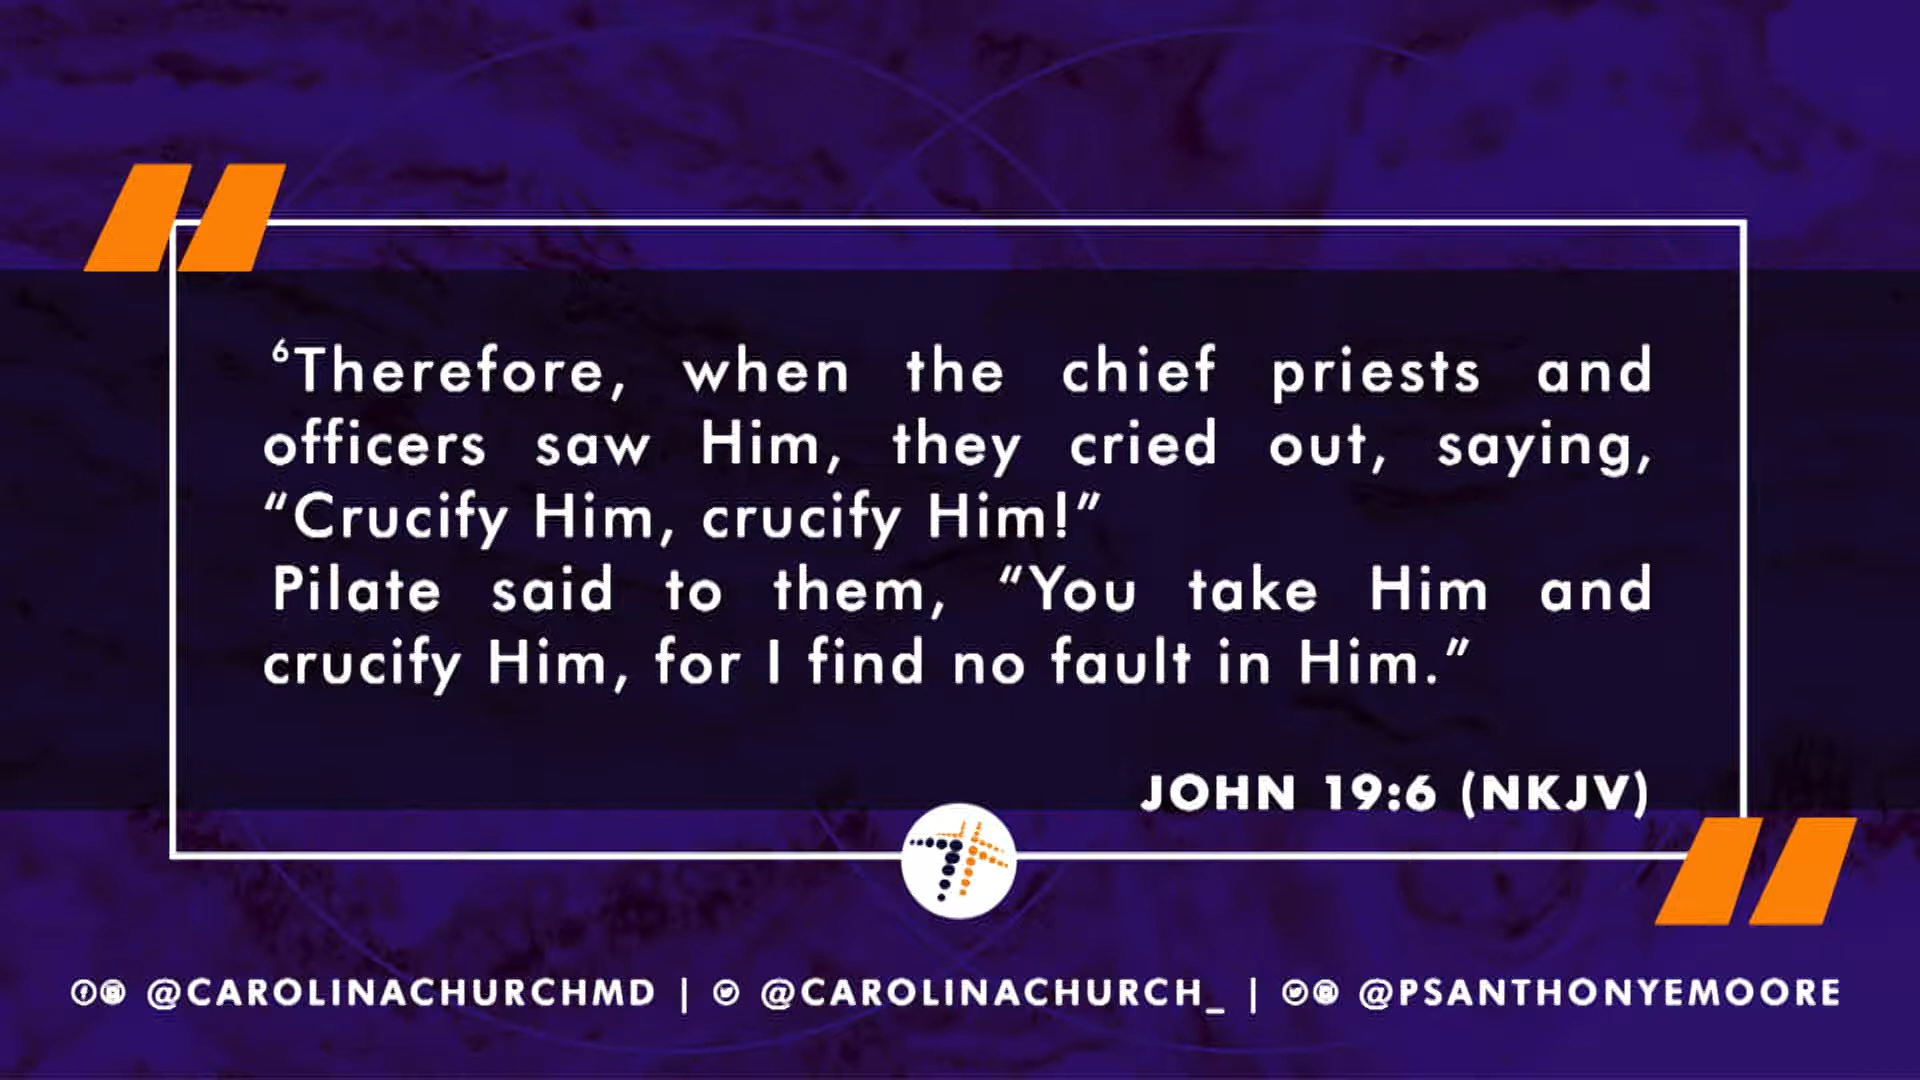 ⁶Therefore, when the chief priests and
officers saw Him, they cried out, saying,
“Crucify Him, crucify Him!”
Pilate said to them, “You take Him and
crucify Him, for I find no fault in Him.”
JOHN 19:6 (NKJV)
@CAROLINACHURCHMD | @CAROLINACHURCH_ | @PSANTHONYEMOORE